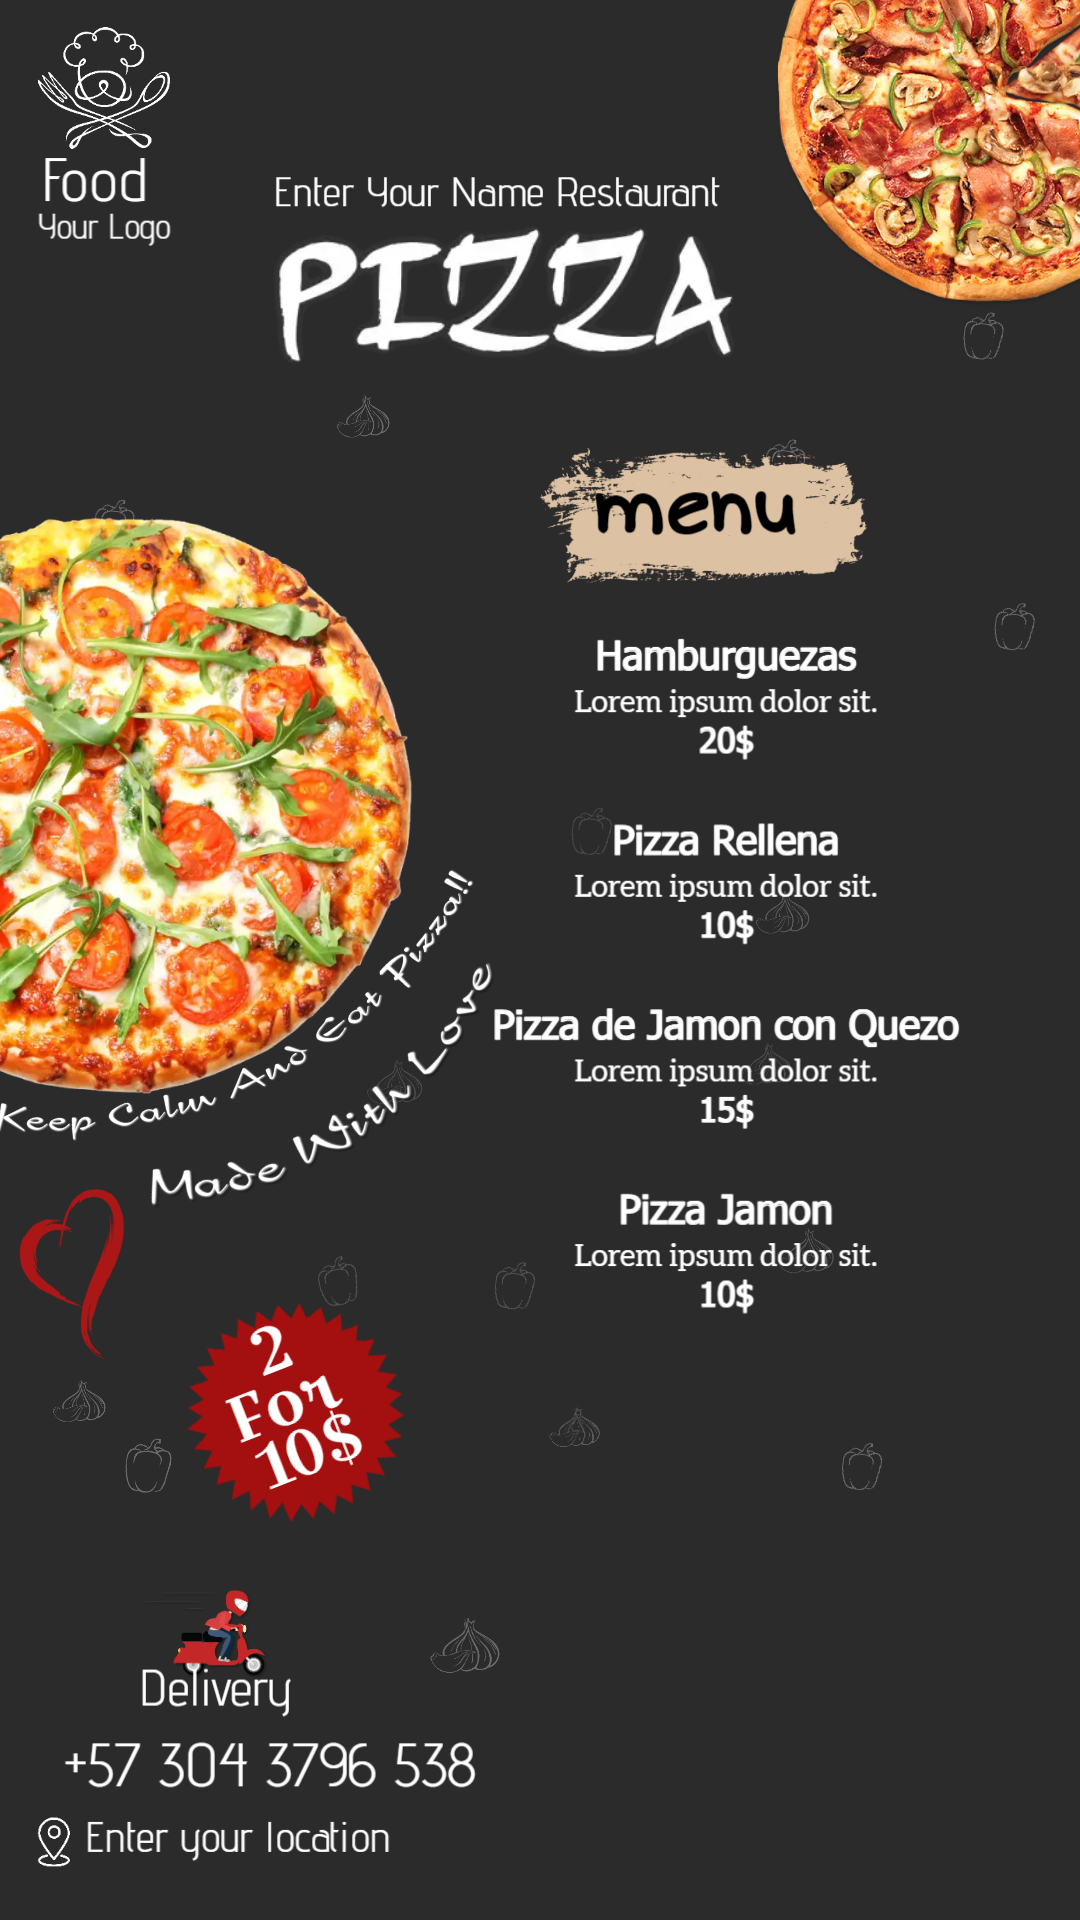 Food
Your Logo
Enter Your Name Restaurant
PIZZA
menu
Hamburguezas
Lorem ipsum dolor sit.
20$
Pizza Rellena
Lorem ipsum dolor sit.
10$
Pizza de Jamon con Quezo
Lorem ipsum dolor sit.
15$
Pizza Jamon
Lorem ipsum dolor sit.
10$
Keep Calm And Eat Pizza!!
Made With Love
2
For
10$
Delivery
+57 304 3796 538
Enter your location